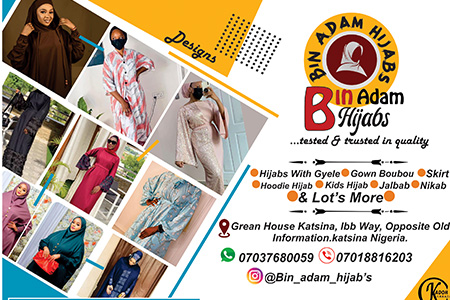 Designs
BIN ADAM HIJABS
Bin Adam
Hijabs
...tested & trusted in quality
Hijabs With Gyele Gown Boubou Skirt
Hoodie Hijab Kids Hijab Jalbab Nikab
& Lot's More
Grean House Katsina, Ibb Way, Opposite Old
Information.katsina Nigeria.
07037680059 07018816203
@Bin_adam_hijab's